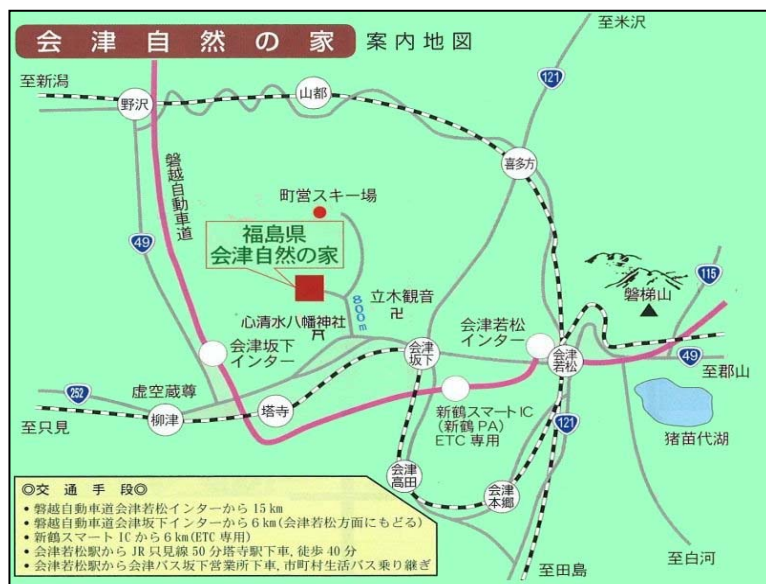 会津自然の家 案内地図
至米沢
121
至新潟
野沢
山都
喜多方
磐越自動車道
49
町営スキー場
福島県
会津自然の家
800m
立木観音
卍
心清水八幡神社
磐梯山
115
会津坂下
インター
会津
坂下
会津若松
インター
会津
若松
49
至郡山
虚空蔵尊
252
柳津
塔寺
至只見
新鶴スマートIC
(新鶴PA)
ETC専用
121
猪苗代湖
会津
高田
会津
本郷
至白河
至田島
◎交通手段◎
• 磐越自動車道会津若松インターから15km
• 磐越自動車道会津坂下インターから6km(会津若松方面にもどる)
• 新鶴スマートICから6km(ETC専用)
• 会津若松駅からJR只見線50分塔寺駅下車、徒歩40分
• 会津若松駅から会津バス坂下営業所下車、市町村生活バス乗り継ぎ